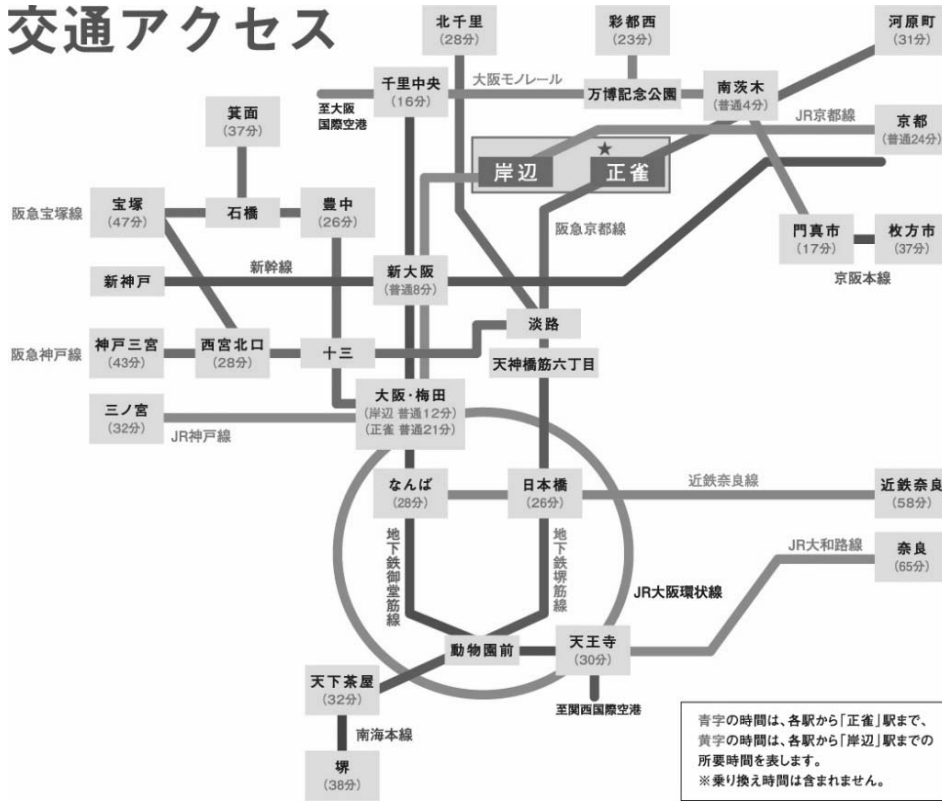 交通アクセス
北千里
(28分)
彩都西
(23分)
河原町
(31分)
千里中央
(16分)
大阪モノレール
万博記念公園
南茨木
(普通4分)
至大阪
国際空港
箕面
(37分)
JR京都線
京都
(普通24分)
★
岸辺
正雀
阪急宝塚線
宝塚
(47分)
石橋
豊中
(26分)
阪急京都線
門真市
(17分)
枚方市
(37分)
京阪本線
新神戸
新幹線
新大阪
(普通8分)
淡路
阪急神戸線
神戸三宮
(43分)
西宮北口
(28分)
十三
天神橋筋六丁目
三ノ宮
(32分)
JR神戸線
大阪・梅田
(岸辺 普通12分)
(正雀 普通21分)
なんば
(28分)
日本橋
(26分)
近鉄奈良線
近鉄奈良
(58分)
地下鉄御堂筋線
地下鉄堺筋線
JR大和路線
奈良
(65分)
JR大阪環状線
動物園前
天王寺
(30分)
天下茶屋
(32分)
至関西国際空港
南海本線
堺
(38分)
青字の時間は、各駅から「正雀」駅まで、
黄字の時間は、各駅から「岸辺」駅までの
所要時間を表します。
※乗り換え時間は含まれません。